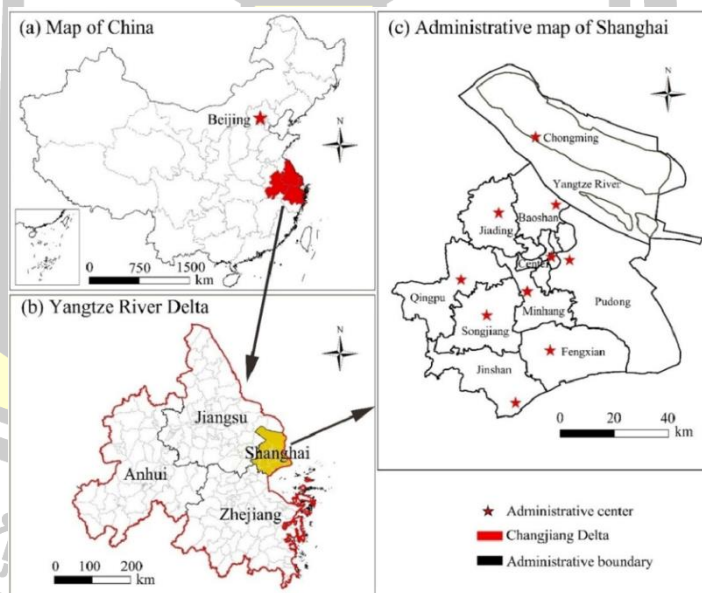 (a) Map of China
N
Beijing
0 750 1500
km
(b) Yangtze River Delta
N
Jiangsu
Shanghai
Anhui
Zhejiang
0 100 200
km
(c) Administrative map of Shanghai
N
Chongming
Yangtze River
Baoshan
Jiading
Center
Qingpu
Pudong
Minhang
Songjiang
Fengxian
Jinshan
0 20 40
km
Administrative center
Changjiang Delta
Administrative boundary